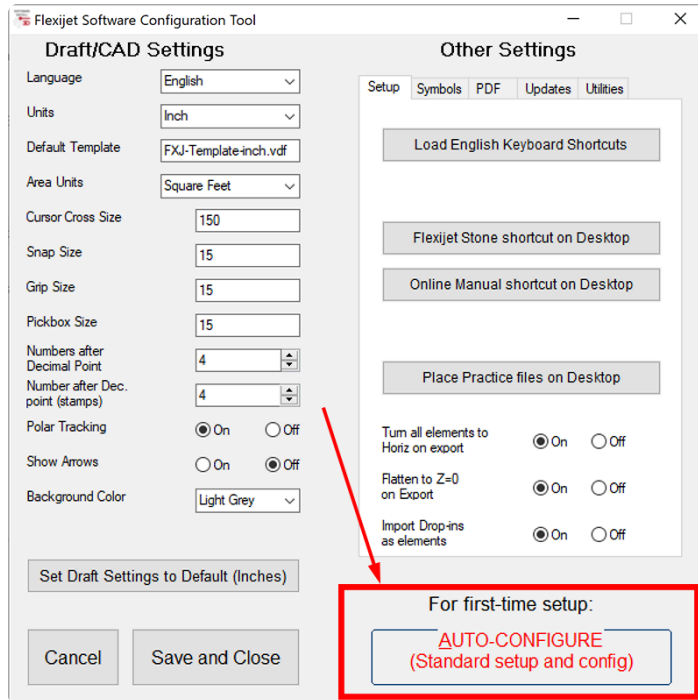 Flexijet Software Configuration Tool
Draft/CAD Settings
Language
English
Units
Inch
Default Template
FXJ-Template-inch.vdf
Area Units
Square Feet
Cursor Cross Size
150
Snap Size
15
Grip Size
15
Pickbox Size
15
Numbers after
Decimal Point
4
Number after Dec.
point (stamps)
4
Polar Tracking
On
Off
Show Arrows
On
Off
Background Color
Light Grey
Set Draft Settings to Default (Inches)
Cancel
Save and Close
Other Settings
Setup
Symbols
PDF
Updates
Utilities
Load English Keyboard Shortcuts
Flexijet Stone shortcut on Desktop
Online Manual shortcut on Desktop
Place Practice files on Desktop
Turn all elements to
Horiz on export
On
Off
Flatten to Z=0
on Export
On
Off
Import Drop-ins
as elements
On
Off
For first-time setup:
AUTO-CONFIGURE
(Standard setup and config)